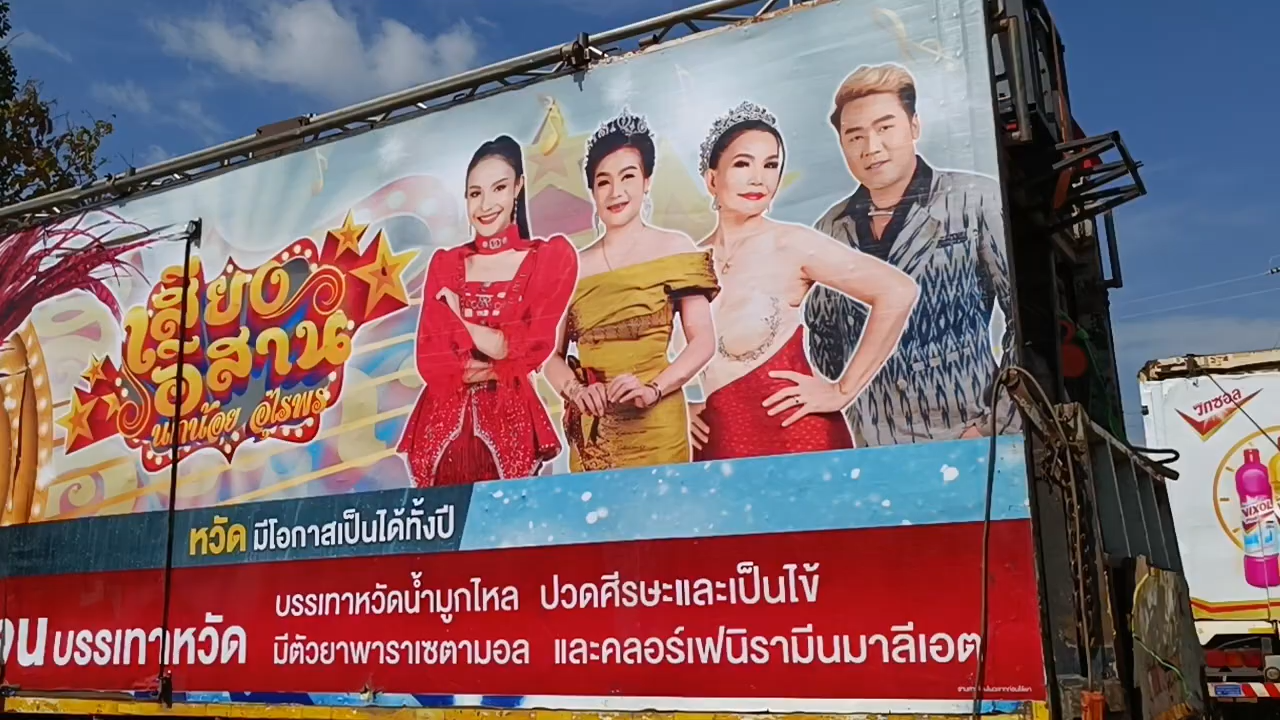 เสียง
อิสาน
นกน้อย อุไรพร
หวัด มีโอกาสเป็นได้ทั้งปี
บรรเทาหวัด
บรรเทาหวัดน้ำมูกไหล ปวดศีรษะและเป็นไข้
มีตัวยาพาราเซตามอล และคลอร์เฟนิรามีนมาลีเอต
วิกซอล
VIXOL